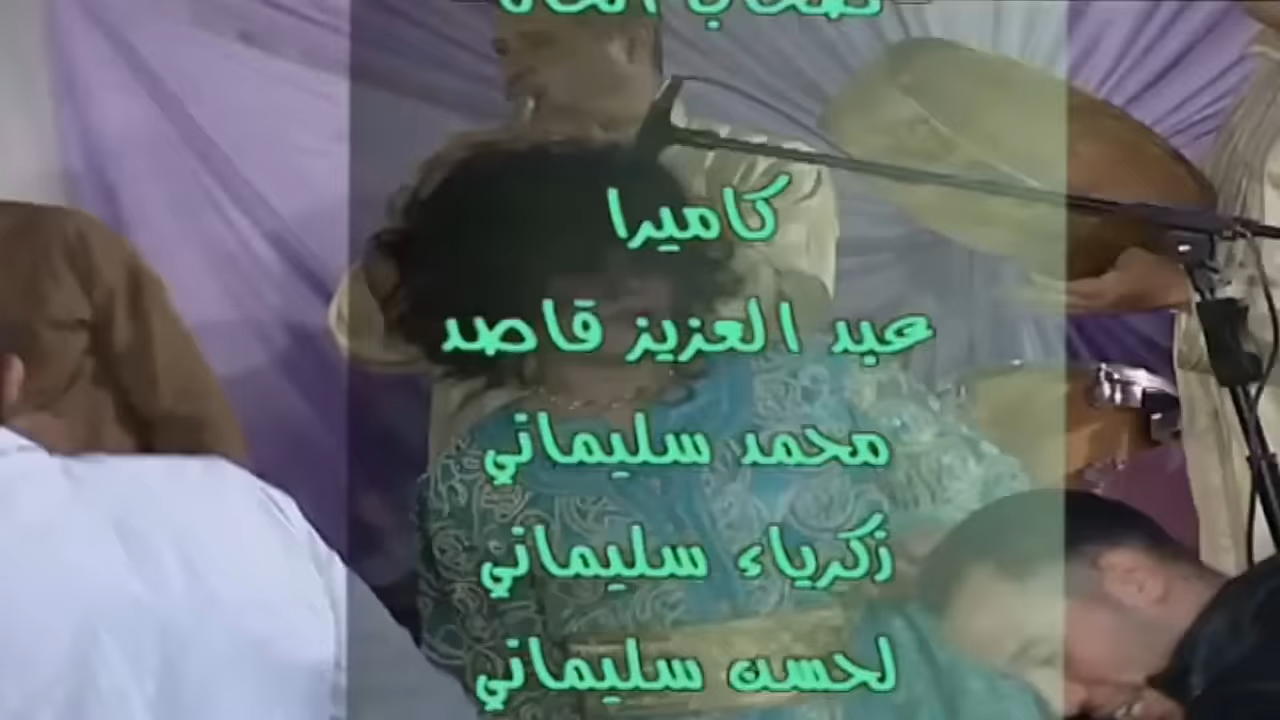 كاميرا
عبد العزيز قاصد
محمد سليماني
زكرياء سليماني
لحسن سليماني